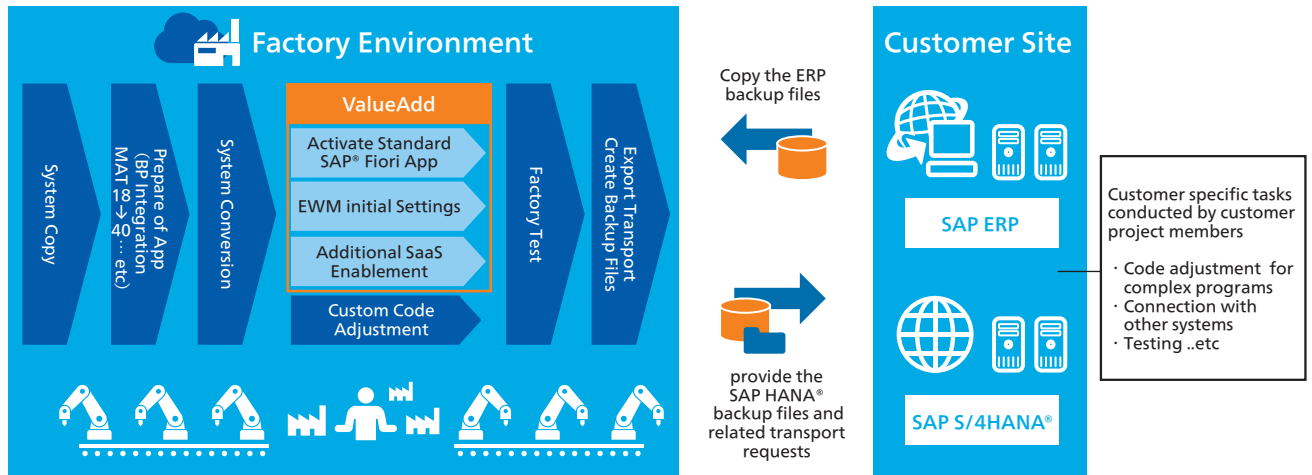 Factory Environment
System Copy
Prepare of App
(BP Integration
MAT 18 → 40… etc)
System Conversion
ValueAdd
Activate Standard
SAP® Fiori App
EWM initial Settings
Additional SaaS
Enablement
Custom Code
Adjustment
Factory Test
Export Transport
Create Backup Files
Copy the ERP
backup files
provide the
SAP HANA®
backup files and
related transport
requests
Customer Site
SAP ERP
SAP S/4HANA®
Customer specific tasks
conducted by customer
project members
· Code adjustment for
complex programs
· Connection with
other systems
· Testing ..etc